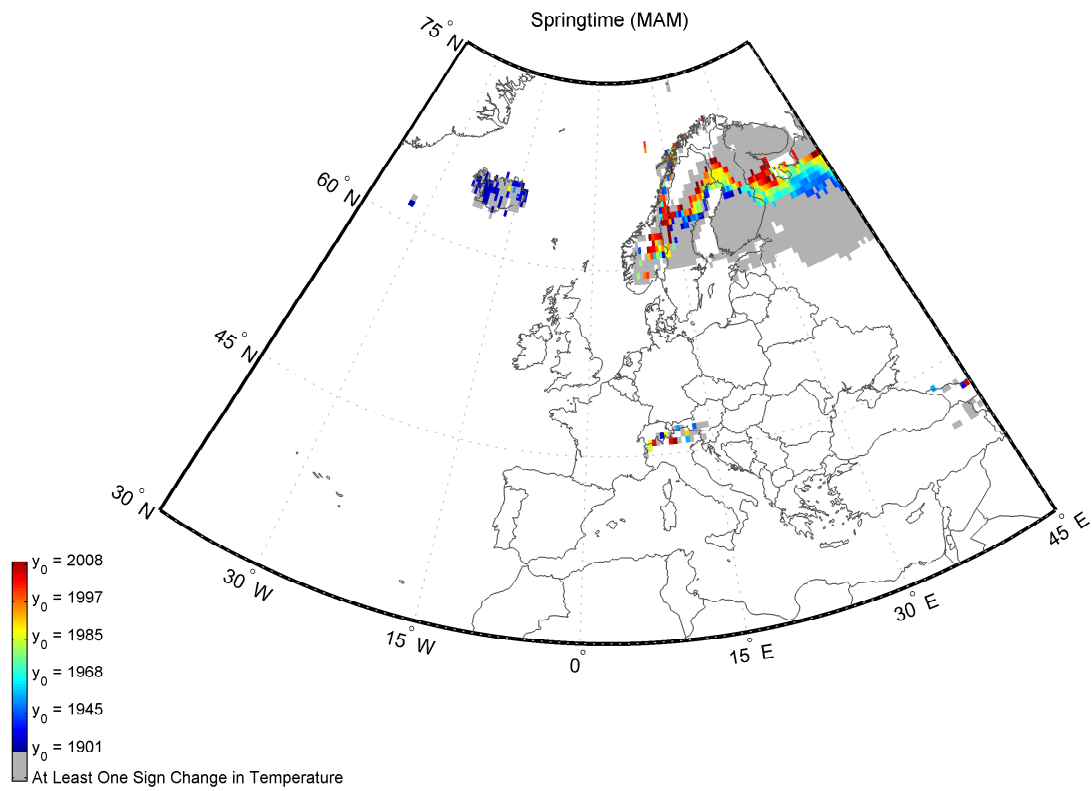 Springtime (MAM)
75° N
60° N
45° N
30° N
30° W
15° W
0°
15° E
30° E
45° E
y₀ = 2008
y₀ = 1997
y₀ = 1985
y₀ = 1968
y₀ = 1945
y₀ = 1901
At Least One Sign Change in Temperature